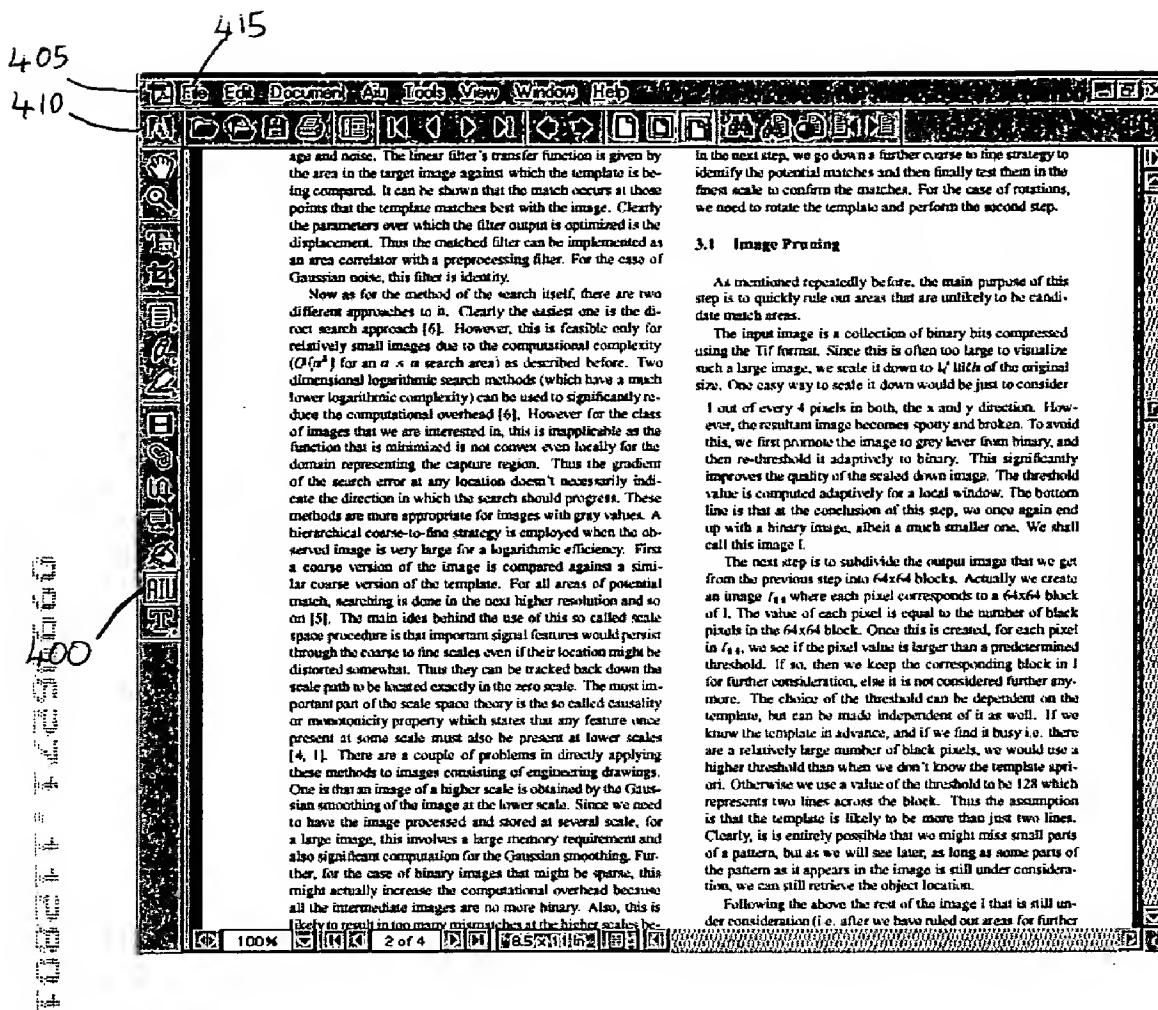 415
405
410
File Edit Document Aiu Tools View Window Help
age and noise. The linear filter's transfer function is given by
the area in the target image against which the template is be-
ing compared. It can be shown that the match occurs at those
points that the template matches best with the image. Clearly
the parameters over which the filter output is optimized is the
displacement. Thus the matched filter can be implemented as
an area correlator with a preprocessing filter. For the case of
Gaussian noise, this filter is identity.
Now as for the method of the search itself, there are two
different approaches to it. Clearly the easiest one is the di-
rect search approach [6]. However, this is feasible only for
relatively small images due to the computational complexity
for an search area) as described before. Two
dimensional logarithmic search methods (which have a much
lower logarithmic complexity) can be used to significantly re-
duce the computational overhead [6]. However for the class
of images that we are interested in, this is inapplicable as the
function that is minimized is not convex even locally for the
domain representing the capture region. Thus the gradient
of the search error at any location doesn't necessarily indi-
cate the direction in which the search should progress. These
methods are more appropriate for images with gray values. A
hierarchical coarse-to-fine strategy is employed when the ob-
served image is very large for a logarithmic efficiency. First
a coarse version of the image is compared against a simi-
lar coarse version of the template. For all areas of potential
match, searching is done in the next higher resolution and so
on [5]. The main idea behind the use of this so called scale
space procedure is that important signal features would persist
through the coarse to fine scales even if their location might be
distorted somewhat. Thus they can be tracked back down the
scale path to be located exactly in the zero scale. The most im-
portant part of the scale space theory is the so called causality
or monotonicity property which states that any feature once
present at some scale must also be present at lower scales
[4, 1]. There are a couple of problems in directly applying
these methods to images consisting of engineering drawings.
One is that an image of a higher scale is obtained by the Gaus-
sian smoothing of the image at the lower scale. Since we need
to have the image processed and stored at several scale, for
a large image, this involves a large memory requirement and
also significant computation for the Gaussian smoothing. Fur-
ther, for the case of binary images that might be sparse, this
might actually increase the computational overhead because
all the intermediate images are no more binary. Also, this is
likely to result in too many mismatches at the higher scales be-
in the next step, we go down a further coarse to fine strategy to
identify the potential matches and then finally test them in the
finest scale to confirm the matches. For the case of rotations,
we need to rotate the template and perform the second step.
3.1 Image Pruning
As mentioned repeatedly before, the main purpose of this
step is to quickly rule out areas that are unlikely to be candi-
date match areas.
The input image is a collection of binary bits compressed
using the Tif format. Since this is often too large to visualize
such a large image, we scale it down to of the original
size. One easy way to scale it down would be just to consider
1 out of every 4 pixels in both, the x and y direction. How-
ever, the resultant image becomes spotty and broken. To avoid
this, we first promote the image to grey lever from binary, and
then re-threshold it adaptively to binary. This significantly
improves the quality of the scaled down image. The threshold
value is computed adaptively for a local window. The bottom
line is that at the conclusion of this step, we once again end
up with a binary image, albeit a much smaller one. We shall
call this image I.
The next step is to subdivide the output image that we get
from the previous step into 64x64 blocks. Actually we create
an image I₆₄ where each pixel corresponds to a 64x64 block
of I. The value of each pixel is equal to the number of black
pixels in the 64x64 block. Once this is created, for each pixel
in I₆₄, we see if the pixel value is larger than a predetermined
threshold. If so, then we keep the corresponding block in I
for further consideration, else it is not considered further any-
more. The choice of the threshold can be dependent on the
template, but can be made independent of it as well. If we
know the template in advance, and if we find it busy i.e. there
are a relatively large number of black pixels, we would use a
higher threshold than when we don't know the template apri-
ori. Otherwise we use a value of the threshold to be 128 which
represents two lines across the block. Thus the assumption
is that the template is likely to be more than just two lines.
Clearly, is is entirely possible that we might miss small parts
of a pattern, but as we will see later, as long as some parts of
the pattern as it appears in the image is still under considera-
tion, we can still retrieve the object location.
Following the above the rest of the image I that is still un-
der consideration (i.e. after we have ruled out areas for further
AIU
T
400
100% 2 of 4 8.5 x 11 in